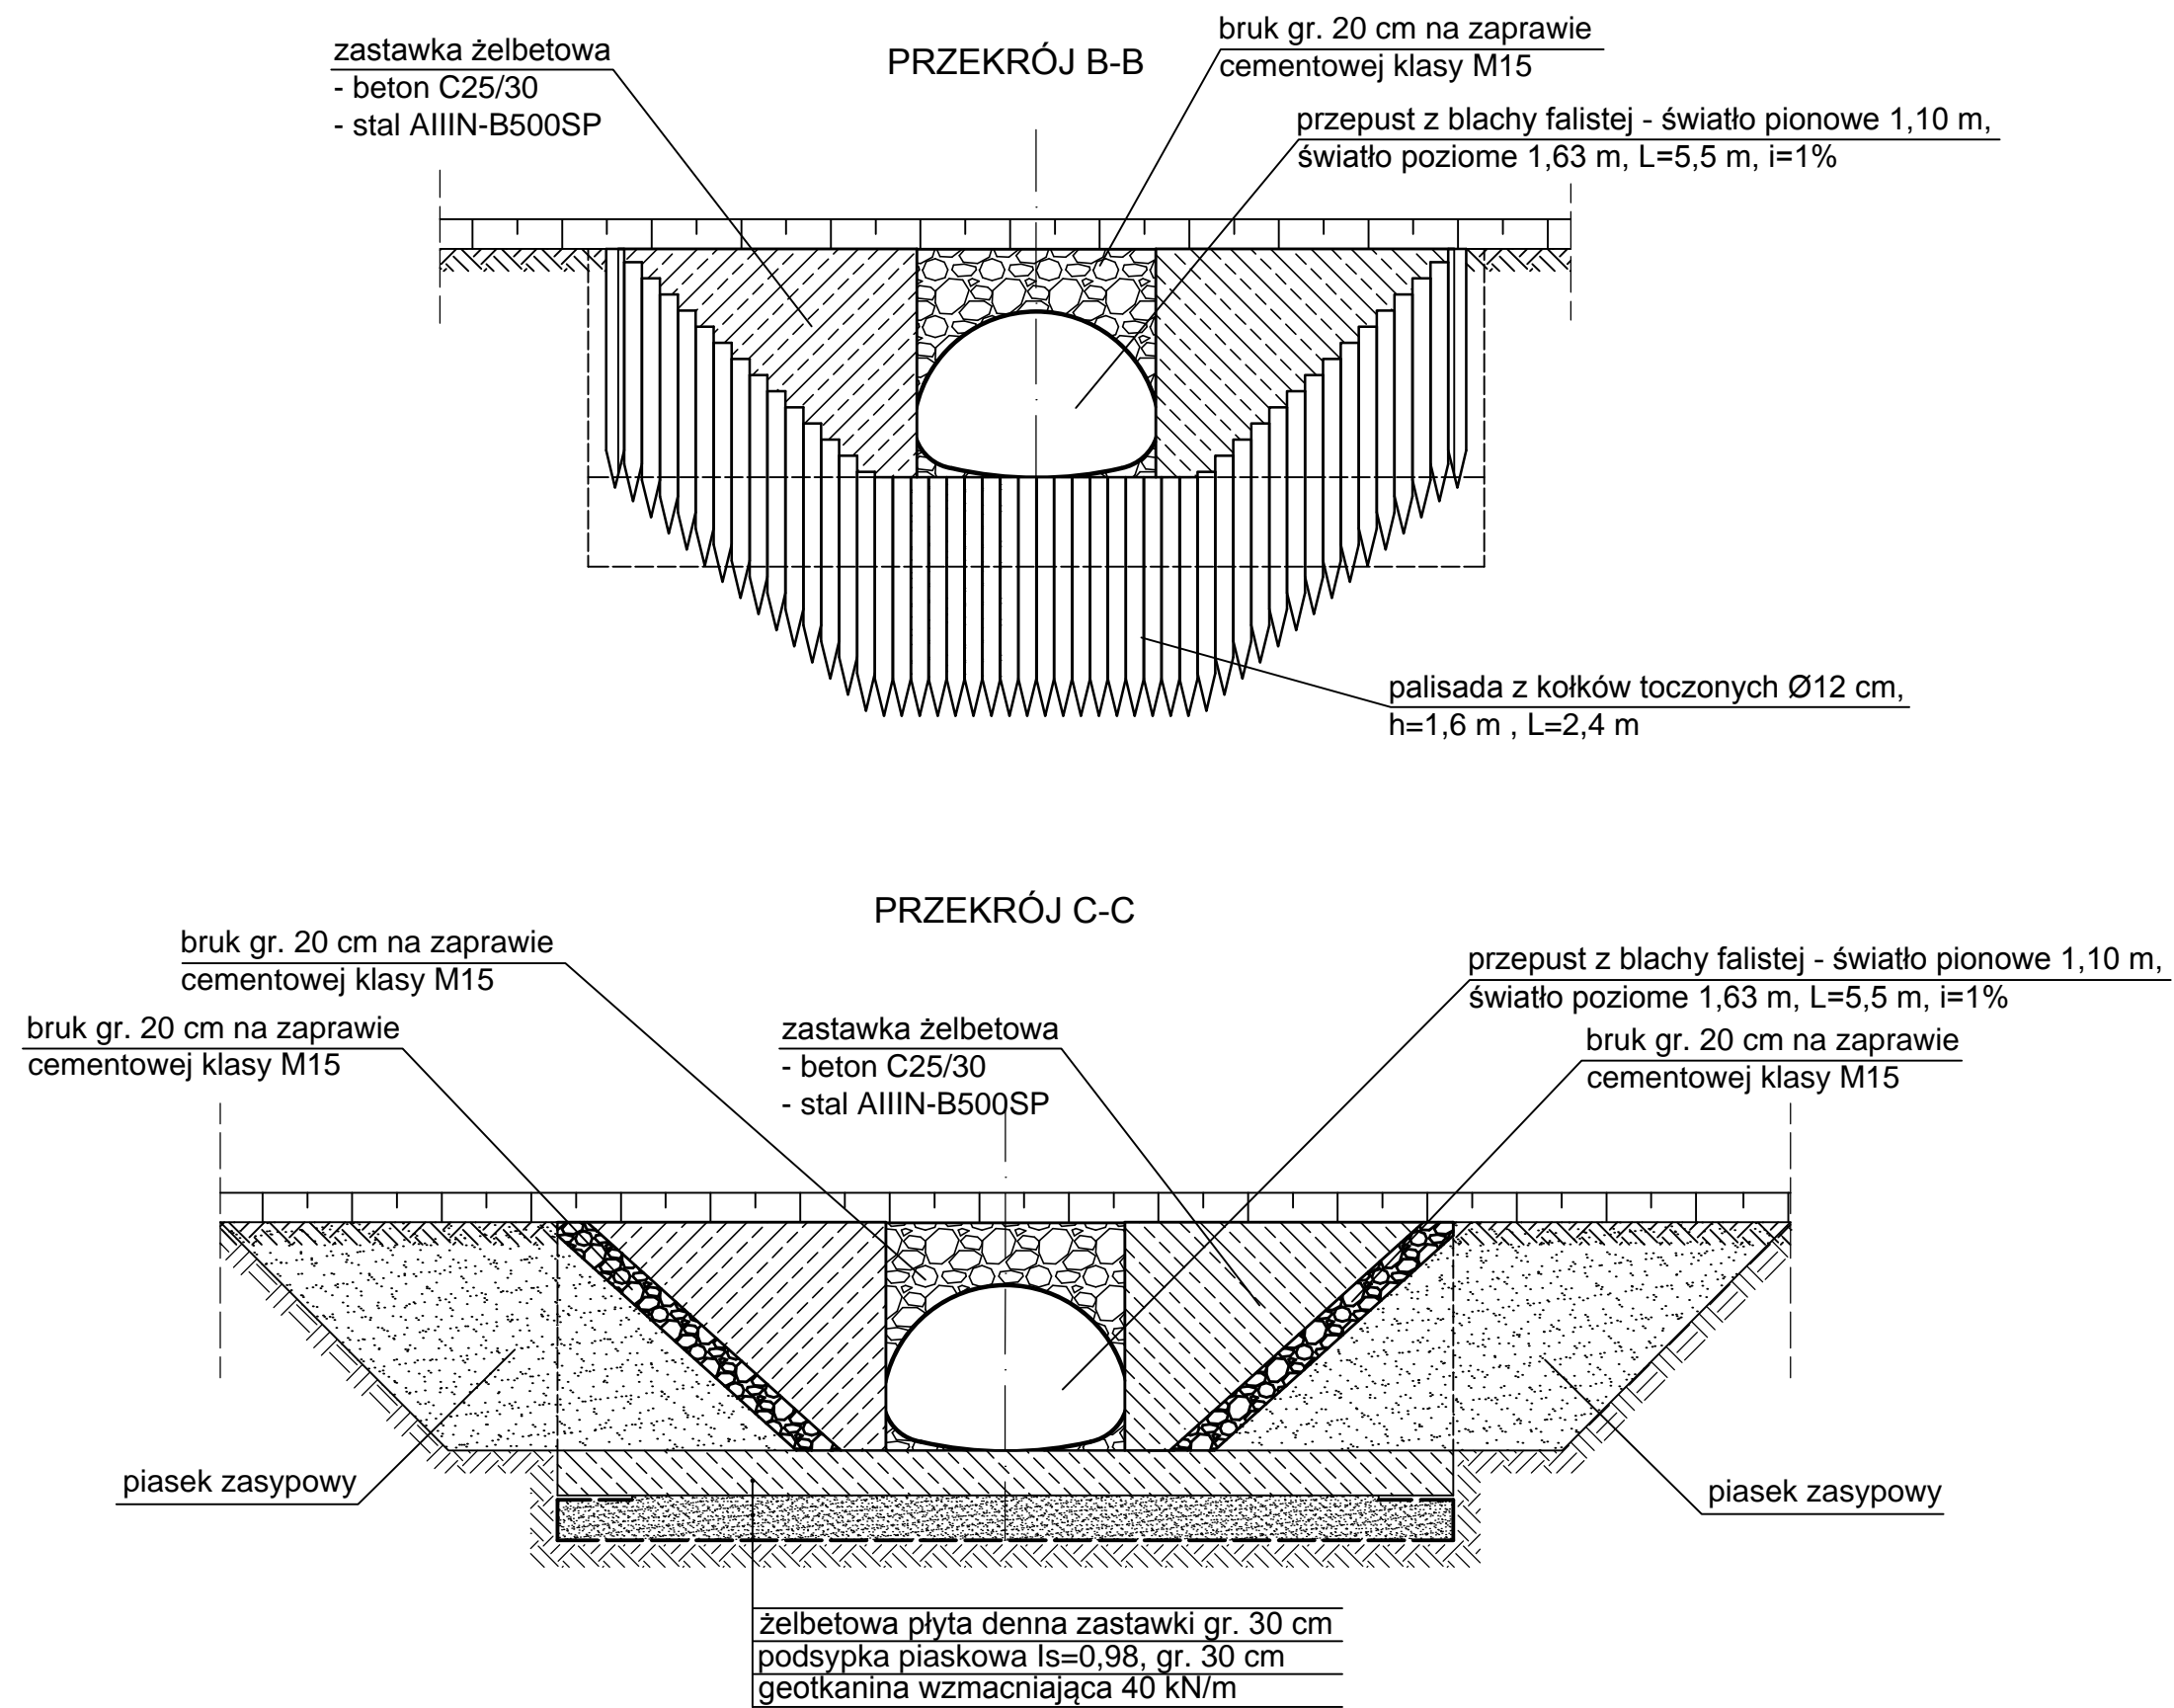 PRZEKRÓJ B-B
zastawka żelbetowa
- beton C25/30
- stal AIIIN-B500SP
bruk gr. 20 cm na zaprawie
cementowej klasy M15
przepust z blachy falistej - światło pionowe 1,10 m,
światło poziome 1,63 m, L=5,5 m, i=1%
palisada z kołków toczonych Ø12 cm,
h=1,6 m , L=2,4 m
PRZEKRÓJ C-C
bruk gr. 20 cm na zaprawie
cementowej klasy M15
bruk gr. 20 cm na zaprawie
cementowej klasy M15
zastawka żelbetowa
- beton C25/30
- stal AIIIN-B500SP
przepust z blachy falistej - światło pionowe 1,10 m,
światło poziome 1,63 m, L=5,5 m, i=1%
bruk gr. 20 cm na zaprawie
cementowej klasy M15
piasek zasypowy
piasek zasypowy
żelbetowa płyta denna zastawki gr. 30 cm
podsypka piaskowa Is=0,98, gr. 30 cm
geotkanina wzmacniająca 40 kN/m